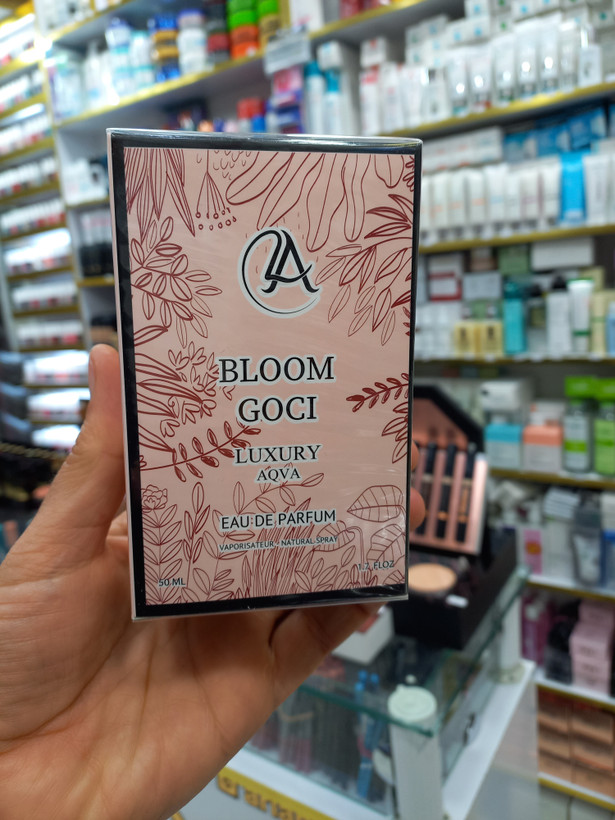 LA
BLOOM
GOCI
LUXURY
AQVA
EAU DE PARFUM
VAPORISATEUR - NATURAL SPRAY
50 ML
1.7 FL.OZ